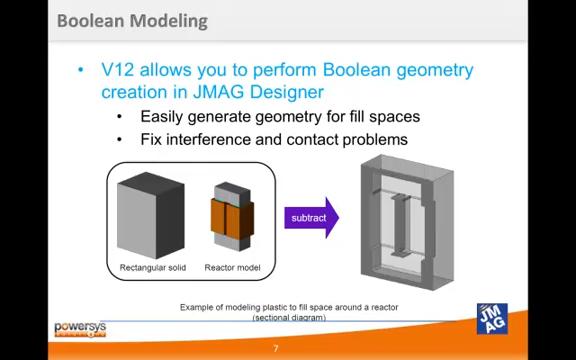 Boolean Modeling
• V12 allows you to perform Boolean geometry
creation in JMAG Designer
• Easily generate geometry for fill spaces
• Fix interference and contact problems
subtract
Rectangular solid
Reactor model
Example of modeling plastic to fill space around a reactor
(sectional diagram)
powersys
JM
AG
7